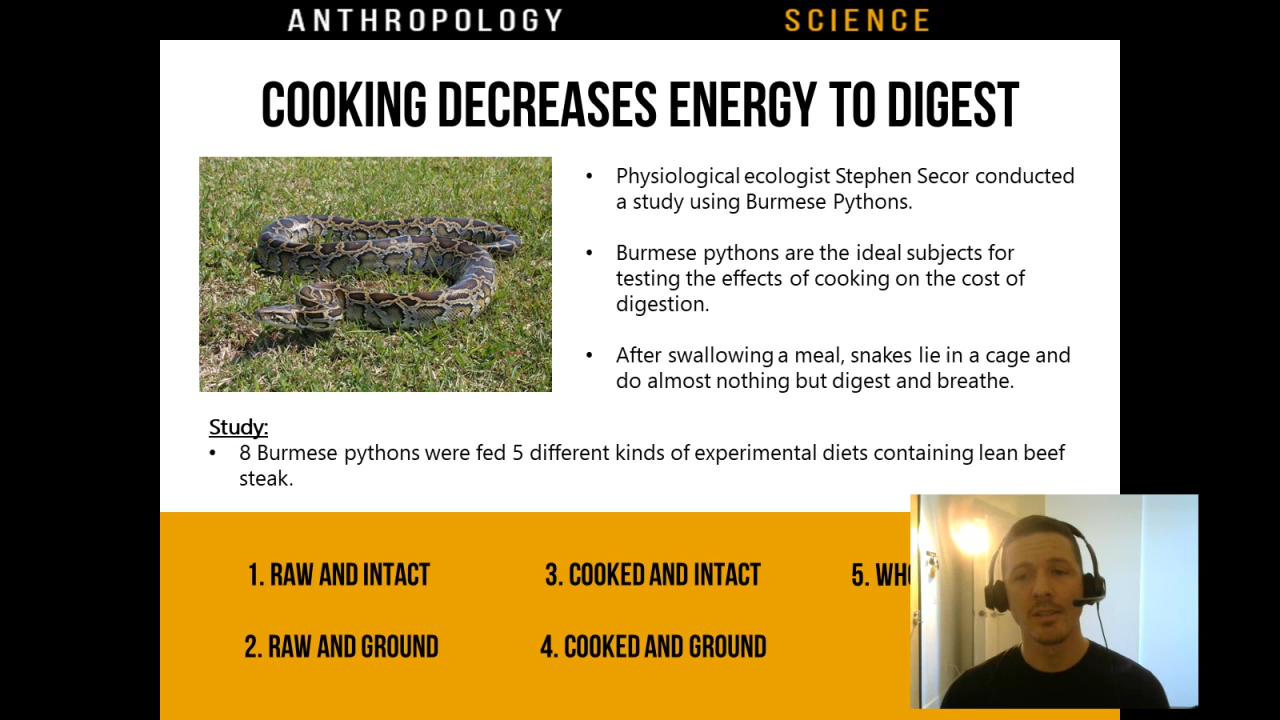 ANTHROPOLOGY SCIENCE
COOKING DECREASES ENERGY TO DIGEST
• Physiological ecologist Stephen Secor conducted
a study using Burmese Pythons.
• Burmese pythons are the ideal subjects for
testing the effects of cooking on the cost of
digestion.
• After swallowing a meal, snakes lie in a cage and
do almost nothing but digest and breathe.
Study:
• 8 Burmese pythons were fed 5 different kinds of experimental diets containing lean beef
steak.
1. RAW AND INTACT
2. RAW AND GROUND
3. COOKED AND INTACT
4. COOKED AND GROUND
5.